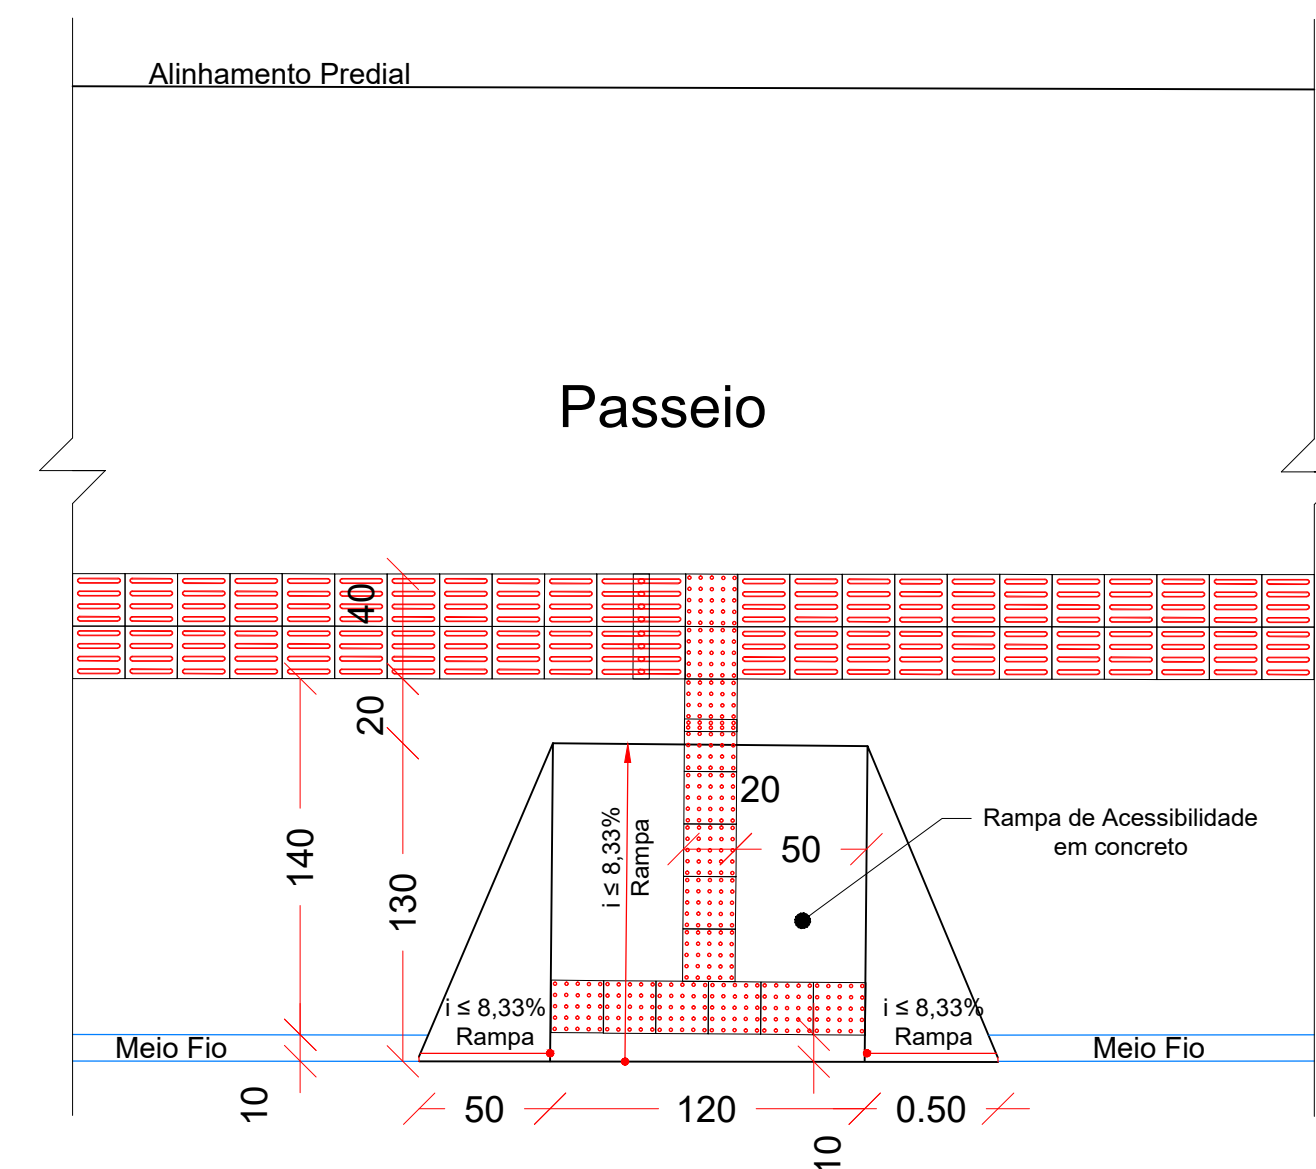 Alinhamento Predial
Passeio
40
20
140
130
i ≤ 8,33%
Rampa
20
50
Rampa de Acessibilidade
em concreto
i ≤ 8,33%
Rampa
i ≤ 8,33%
Rampa
Meio Fio
Meio Fio
10
50
120
0.50
10